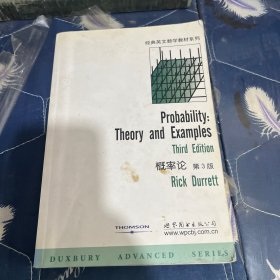 经典英文数学教材系列
Probability:
Theory and Examples
Third Edition
概率论 第3版
Rick Durrett
THOMSON
世界图书出版公司
www.wpcbj.com.cn
DUXBURY ADVANCED SERIES